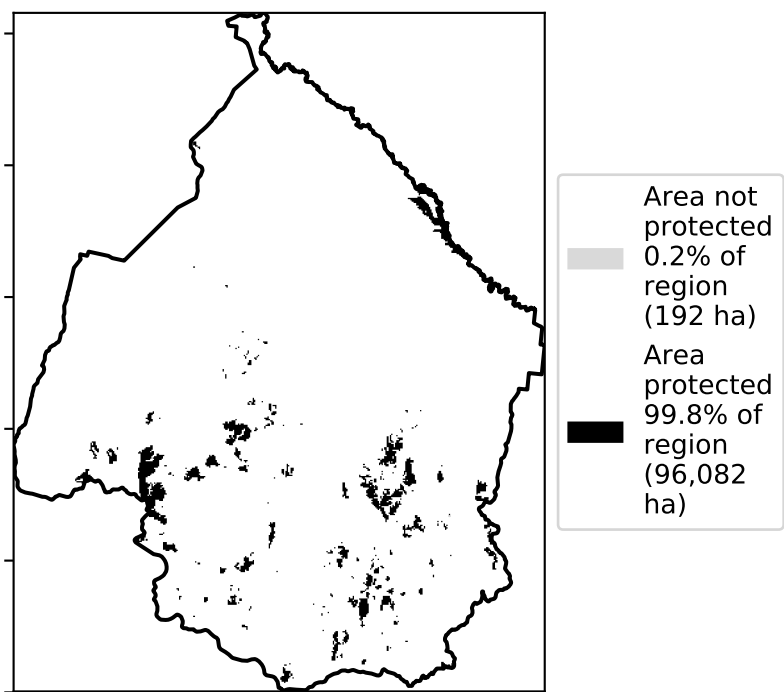 Area not
protected
0.2% of
region
(192 ha)
Area
protected
99.8% of
region
(96,082
ha)